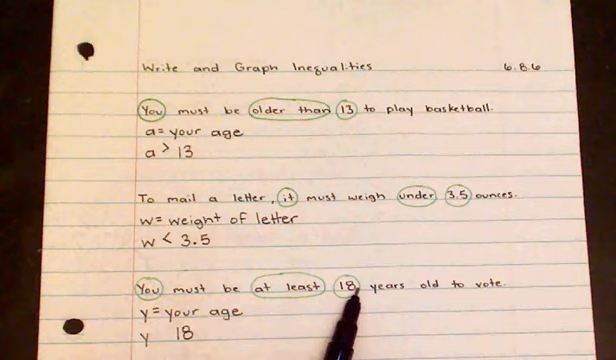 Write and Graph Inequalities 6.8.6
You must be older than 13 to play basketball.
a = your age
a > 13
To mail a letter, it must weigh under 3.5 ounces.
w = weight of letter
w < 3.5
You must be at least 18 years old to vote.
y = your age
y 18